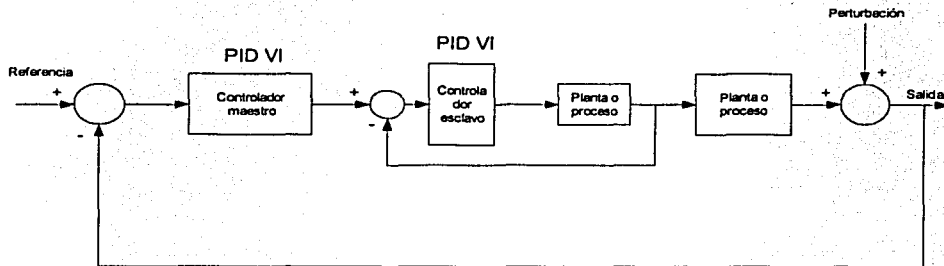 Perturbación
PID VI
PID VI
Referencia
+
-
Controlador
maestro
+
-
Controla
dor
esclavo
Planta o
proceso
Planta o
proceso
+
+
Salida